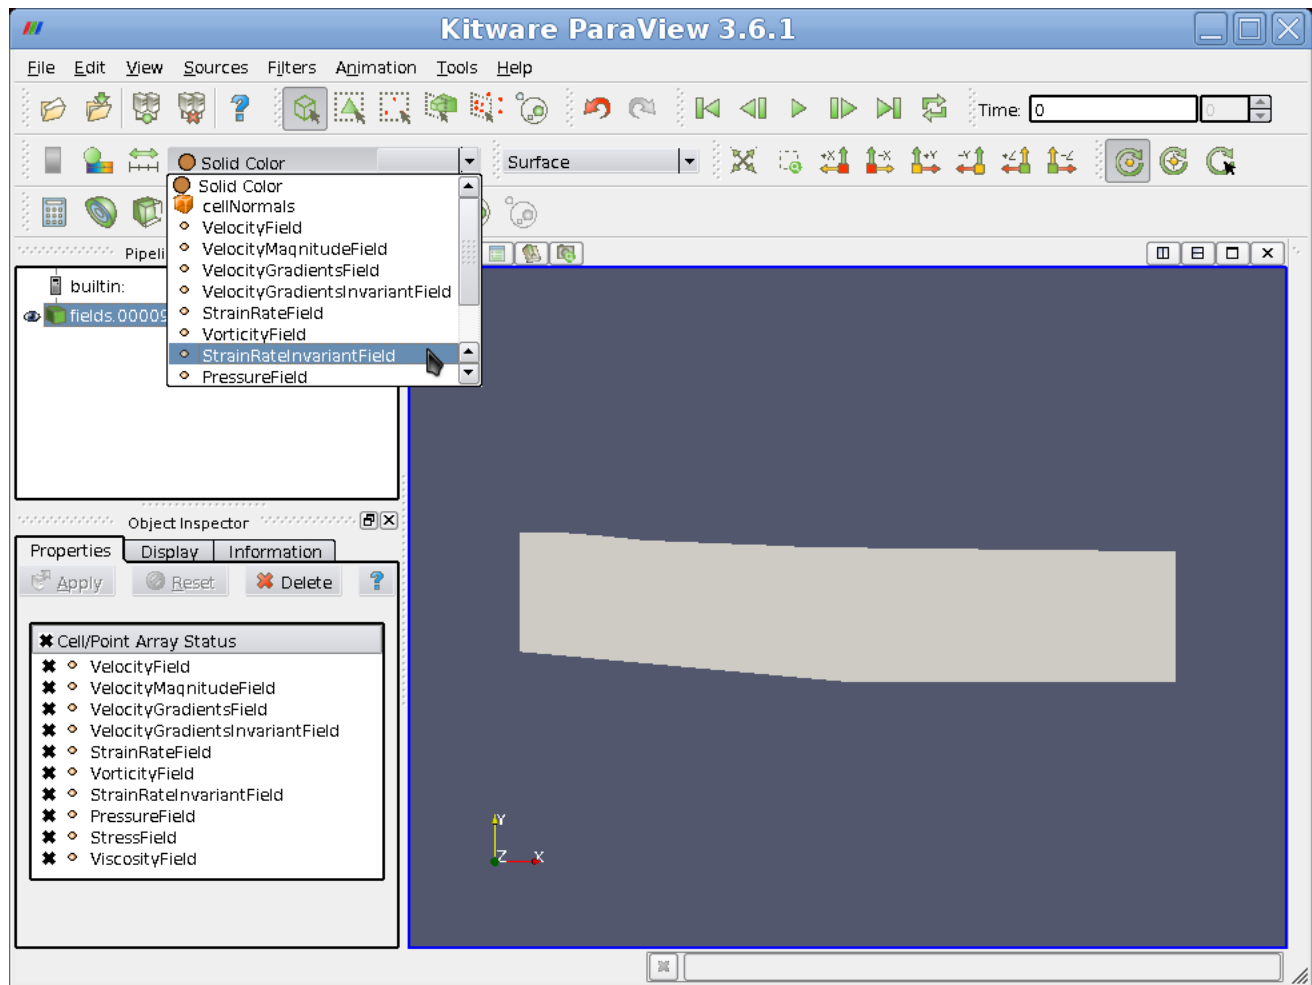 Kitware ParaView 3.6.1
File Edit View Sources Filters Animation Tools Help
Time: 0 0
Solid Color Surface
Solid Color
cellNormals
VelocityField
VelocityMagnitudeField
VelocityGradientsField
VelocityGradientsInvariantField
StrainRateField
VorticityField
StrainRateInvariantField
PressureField
Pipeli
builtin:
fields.00009
Object Inspector
Properties Display Information
Apply Reset Delete ?
Cell/Point Array Status
VelocityField
VelocityMagnitudeField
VelocityGradientsField
VelocityGradientsInvariantField
StrainRateField
VorticityField
StrainRateInvariantField
PressureField
StressField
ViscosityField
Y
Z X